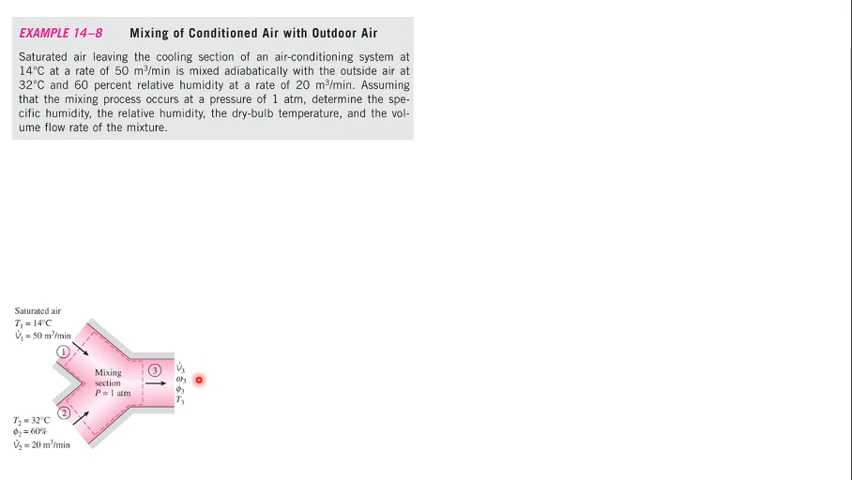 EXAMPLE 14–8 Mixing of Conditioned Air with Outdoor Air
Saturated air leaving the cooling section of an air-conditioning system at
14°C at a rate of 50 m³/min is mixed adiabatically with the outside air at
32°C and 60 percent relative humidity at a rate of 20 m³/min. Assuming
that the mixing process occurs at a pressure of 1 atm, determine the spe-
cific humidity, the relative humidity, the dry-bulb temperature, and the vol-
ume flow rate of the mixture.
Saturated air
T₁ = 14°C
V̇₁ = 50 m³/min
1
Mixing
section
P = 1 atm
3
V̇₃
ω₃
ϕ₃
T₃
2
T₂ = 32°C
ϕ₂ = 60%
V̇₂ = 20 m³/min